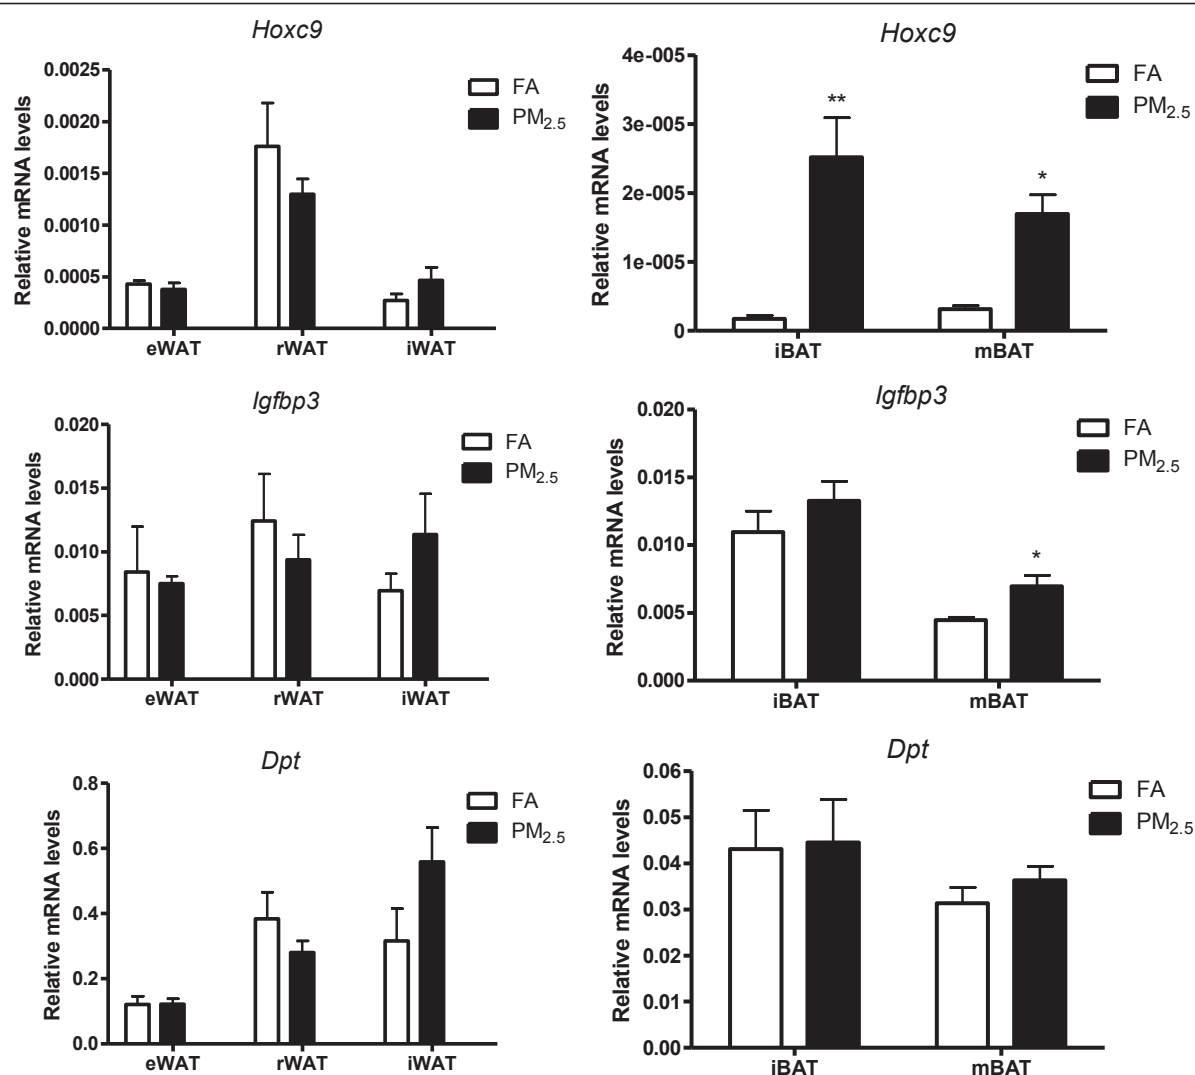 Hoxc9
Relative mRNA levels
0.0025
0.0020
0.0015
0.0010
0.0005
0.0000
eWAT rWAT iWAT
FA
PM2.5
Hoxc9
Relative mRNA levels
4e-005
3e-005
2e-005
1e-005
0
** *
iBAT mBAT
FA
PM2.5
Igfbp3
Relative mRNA levels
0.020
0.015
0.010
0.005
0.000
eWAT rWAT iWAT
FA
PM2.5
Igfbp3
Relative mRNA levels
0.020
0.015
0.010
0.005
0.000
*
iBAT mBAT
FA
PM2.5
Dpt
Relative mRNA levels
0.8
0.6
0.4
0.2
0.0
eWAT rWAT iWAT
FA
PM2.5
Dpt
Relative mRNA levels
0.06
0.05
0.04
0.03
0.02
0.01
0.00
iBAT mBAT
FA
PM2.5